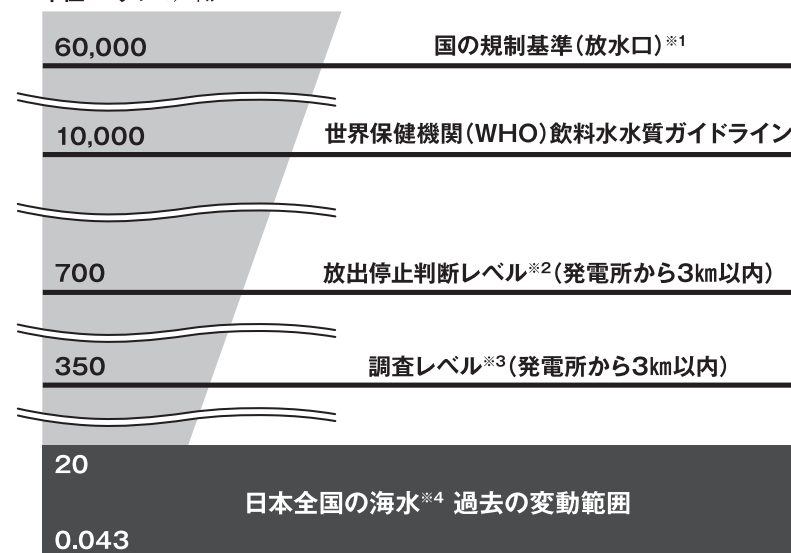 60,000 国の規制基準（放水口）※1
10,000 世界保健機関（WHO）飲料水水質ガイドライン
700 放出停止判断レベル※2（発電所から3㎞以内）
350 調査レベル※3（発電所から3㎞以内）
20
日本全国の海水※4 過去の変動範囲
0.043